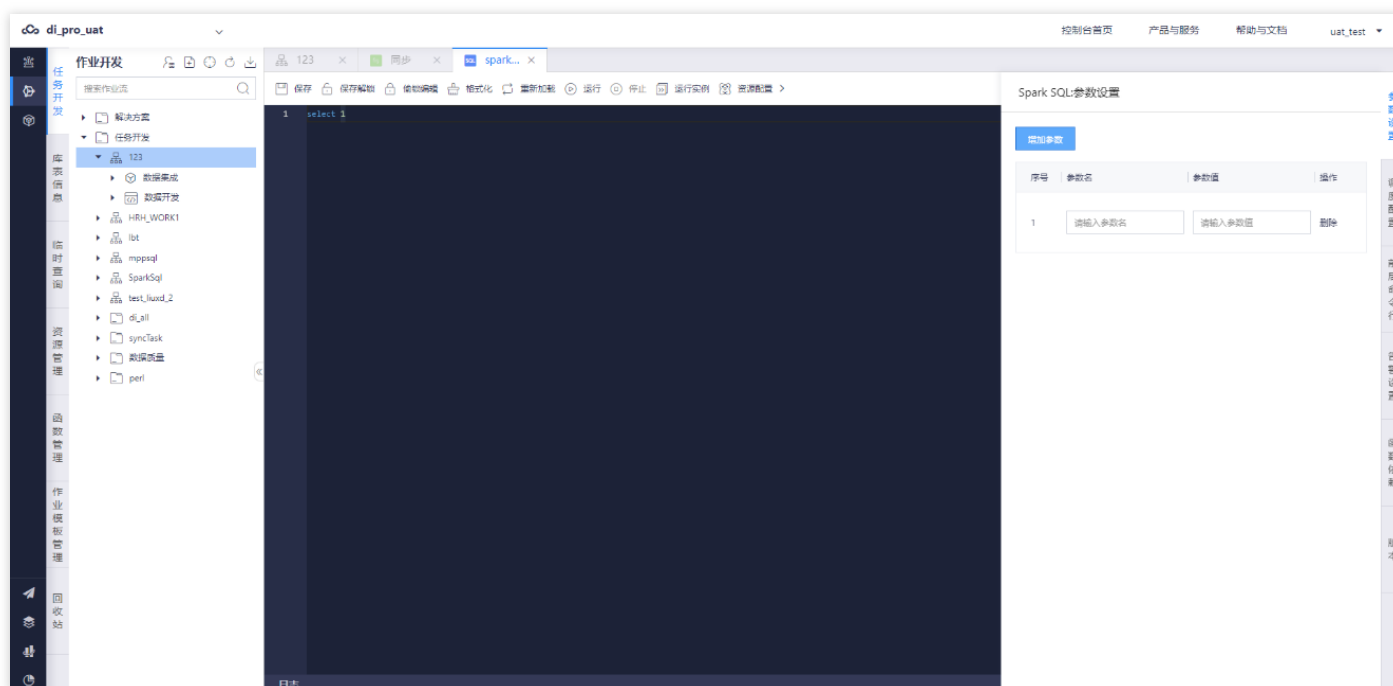 di_pro_uat
控制台首页 产品与服务 帮助与文档 uat_test
任务开发
库表信息
临时查询
资源管理
函数管理
作业模板管理
回收站
作业开发
搜索作业流
解决方案
任务开发
123
数据集成
数据开发
HRH_WORK1
lbt
mppsql
SparkSql
test_liuxd_2
di_all
syncTask
数据质量
perl
123 同步 spark...
保存 保存解锁 偷锁编辑 格式化 重新加载 运行 停止 运行实例 资源配置
1 select 1
日志
Spark SQL:参数设置
增加参数
序号 参数名 参数值 操作
1 请输入参数名 请输入参数值 删除